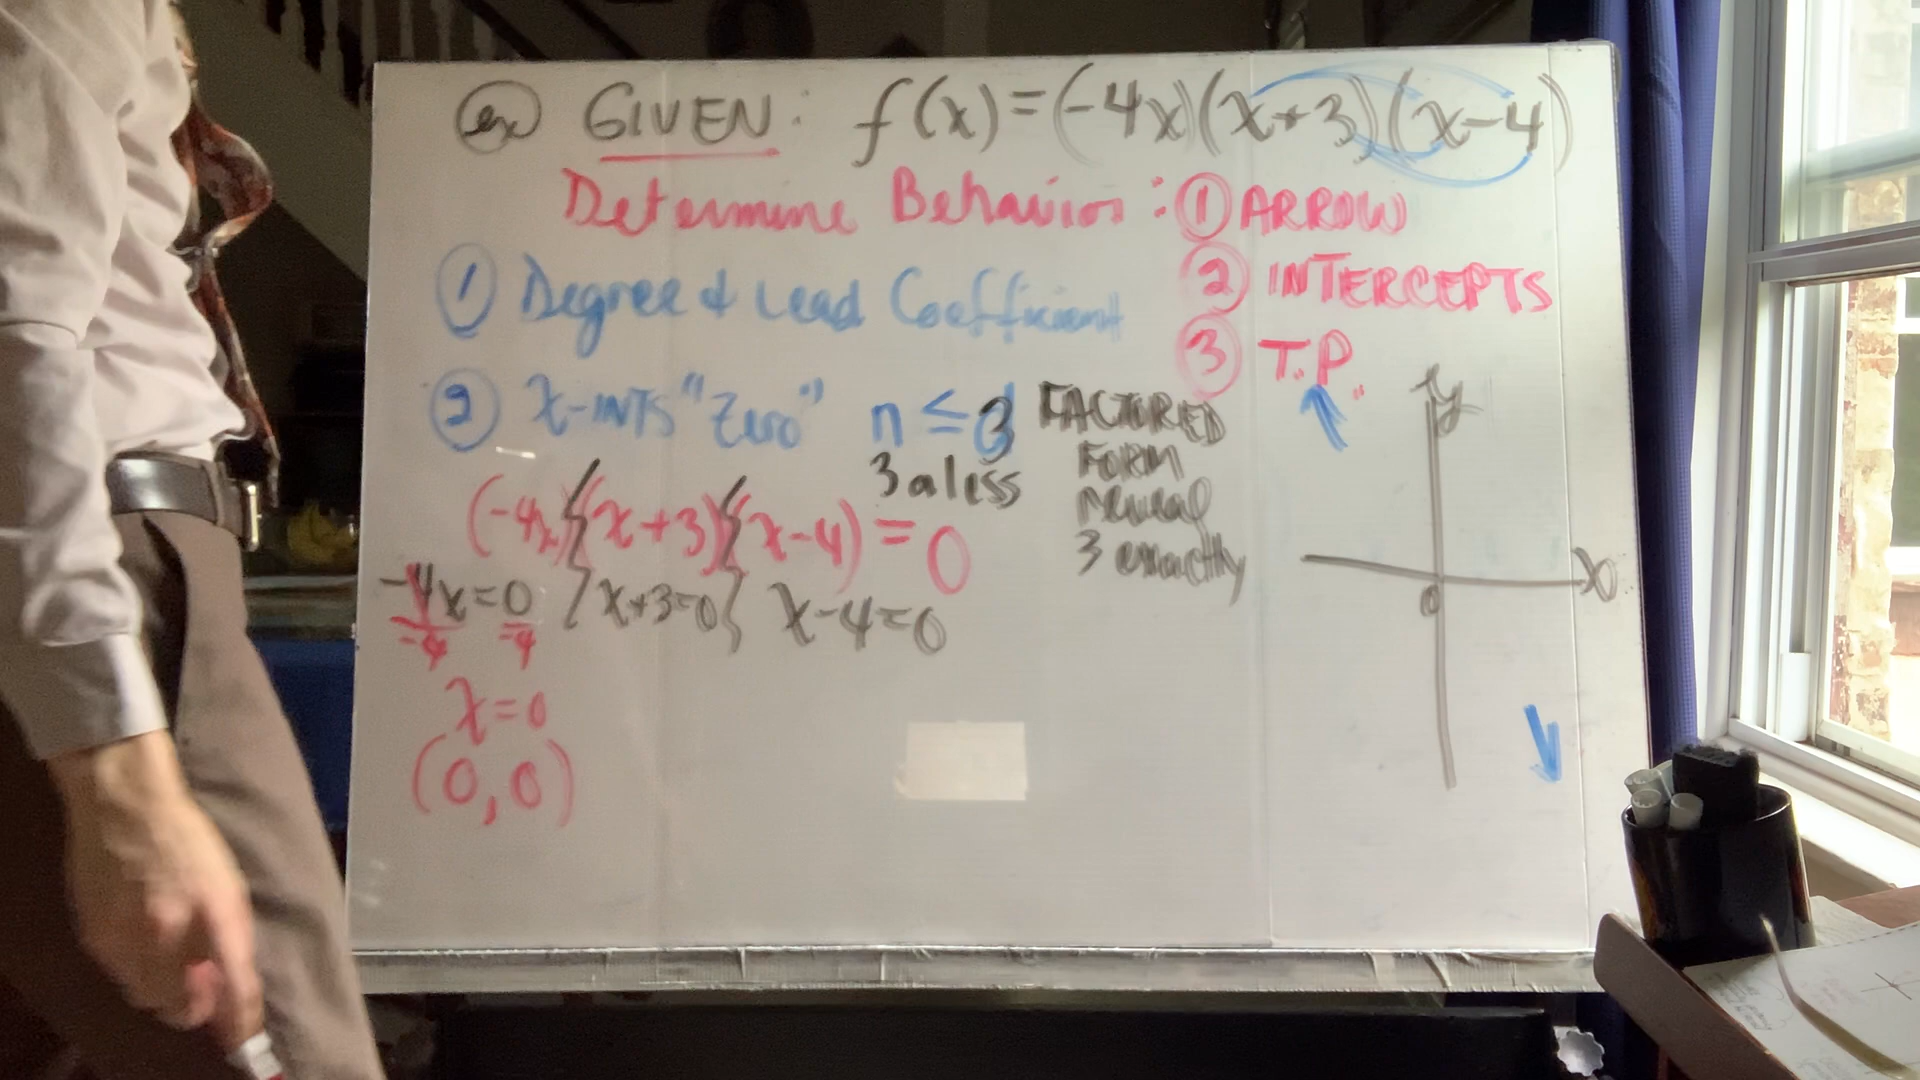 ex GIVEN: f(x)=(-4x)(x+3)(x-4)
Determine Behavior: ① ARROW
② INTERCEPTS
③ T.P.
① Degree & Lead Coefficient
② X-INTS "Zero" n ≤ 3
3 a less
FACTORED
FORM
reveal
3 exactly
(-4x)(x+3)(x-4) = 0
-4x=0 x+3=0 x-4=0
-4 -4
x=0
(0,0)
y
x
0